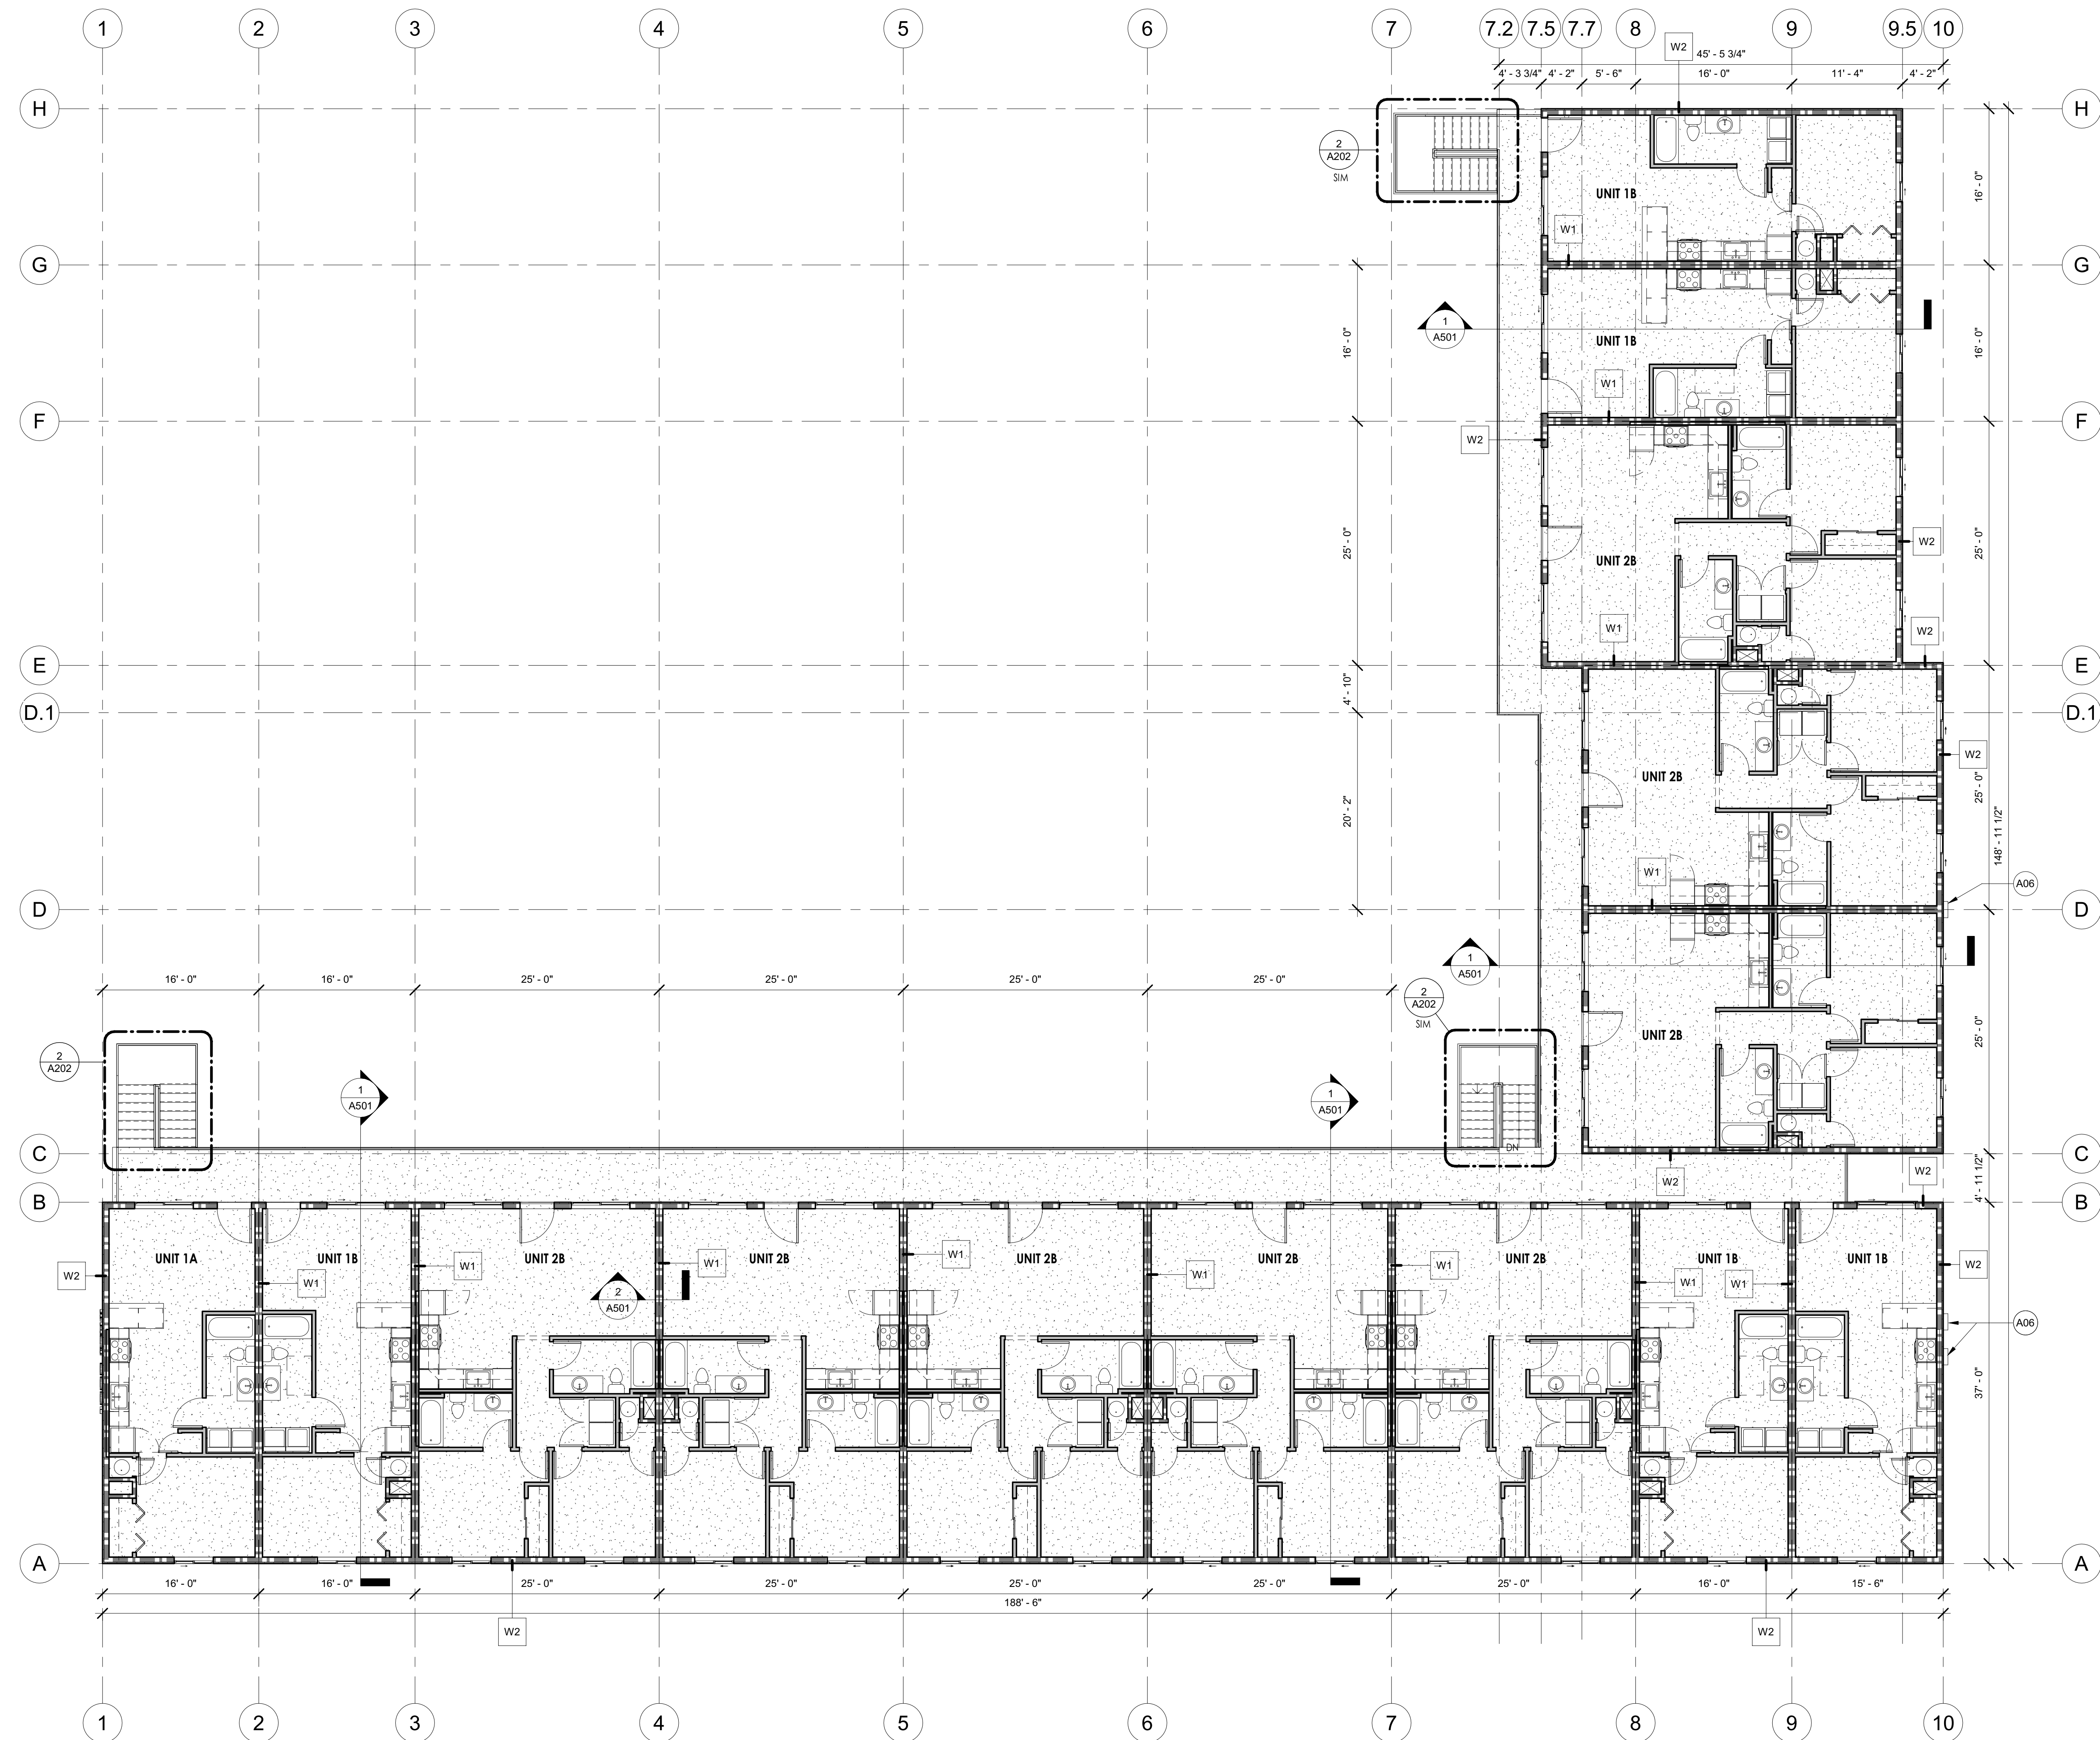 1 2 3 4 5 6 7 7.2 7.5 7.7 8 9 9.5 10
W2
45' - 5 3/4"
4' - 3 3/4" 4' - 2" 5' - 6" 16' - 0" 11' - 4" 4' - 2"
H H
2
A202
SIM
16' - 0"
UNIT 1B
W1
G G
1
A501
16' - 0" 16' - 0"
UNIT 1B
W1
F F
W2
25' - 0" 25' - 0"
W2
UNIT 2B
W1 W2
E E
4' - 10"
D.1 D.1
W2
UNIT 2B
25' - 0"
20' - 2"
148' - 11 1/2"
W1
A06
D D
1
A501
16' - 0" 16' - 0" 25' - 0" 25' - 0" 25' - 0" 25' - 0"
2
A202
SIM
25' - 0"
UNIT 2B
2
A202
1
A501
1
A501
DN
C C
W2 W2
4' - 11 1/2"
B B
UNIT 1A UNIT 1B UNIT 2B UNIT 2B UNIT 2B UNIT 2B UNIT 2B UNIT 1B UNIT 1B
W2 W1 W1 W1 W1 W1 W1 W1 W1 W2
2
A501
A06
37' - 0"
A A
16' - 0" 16' - 0" 25' - 0" 25' - 0" 25' - 0" 25' - 0" 25' - 0" 16' - 0" 15' - 6"
188' - 6"
W2 W2
1 2 3 4 5 6 7 8 9 10